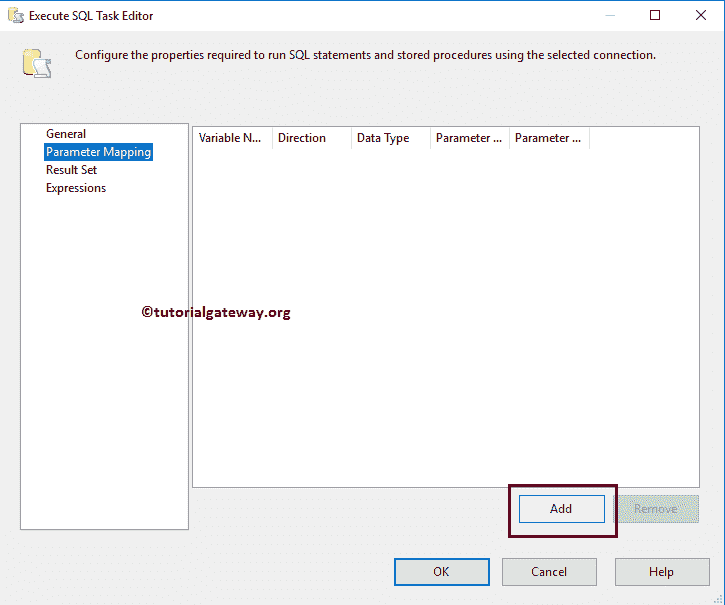 Execute SQL Task Editor
Configure the properties required to run SQL statements and stored procedures using the selected connection.
General
Parameter Mapping
Result Set
Expressions
Variable N... Direction Data Type Parameter ... Parameter ...
©tutorialgateway.org
Add Remove
OK Cancel Help